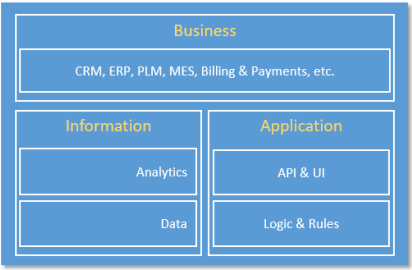 Business
CRM, ERP, PLM, MES, Billing & Payments, etc.
Information
Analytics
Data
Application
API & UI
Logic & Rules